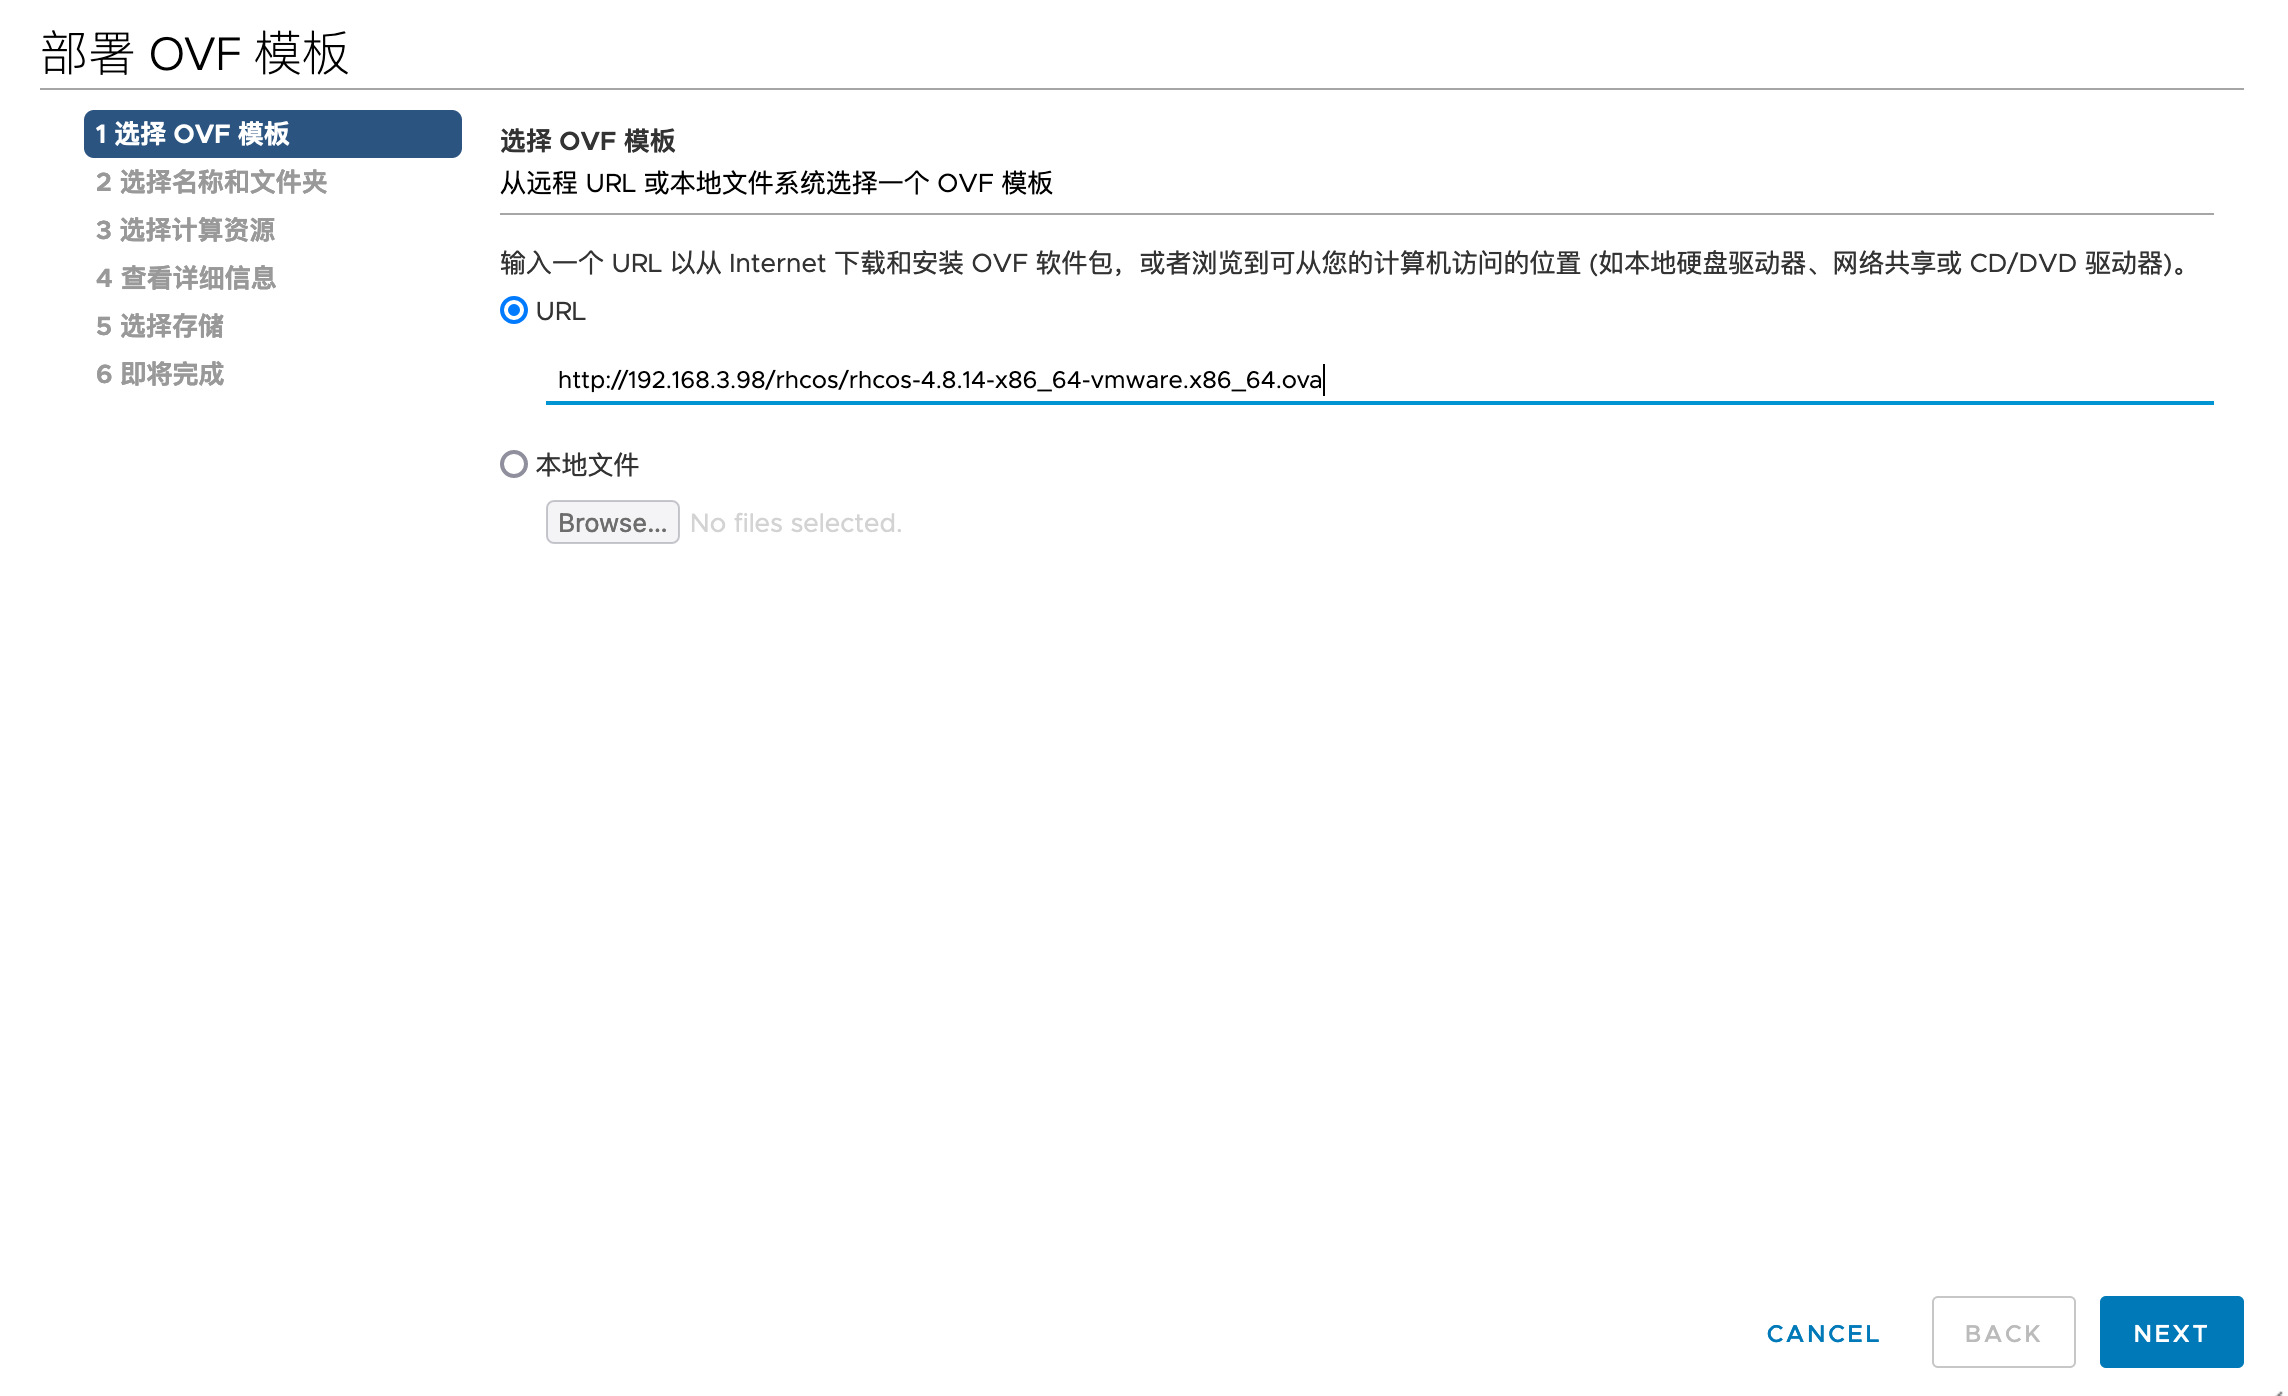 部署 OVF 模板
1 选择 OVF 模板
2 选择名称和文件夹
3 选择计算资源
4 查看详细信息
5 选择存储
6 即将完成
选择 OVF 模板
从远程 URL 或本地文件系统选择一个 OVF 模板
输入一个 URL 以从 Internet 下载和安装 OVF 软件包，或者浏览到可从您的计算机访问的位置 (如本地硬盘驱动器、网络共享或 CD/DVD 驱动器)。
URL
http://192.168.3.98/rhcos/rhcos-4.8.14-x86_64-vmware.x86_64.ova
本地文件
Browse... No files selected.
CANCEL BACK NEXT